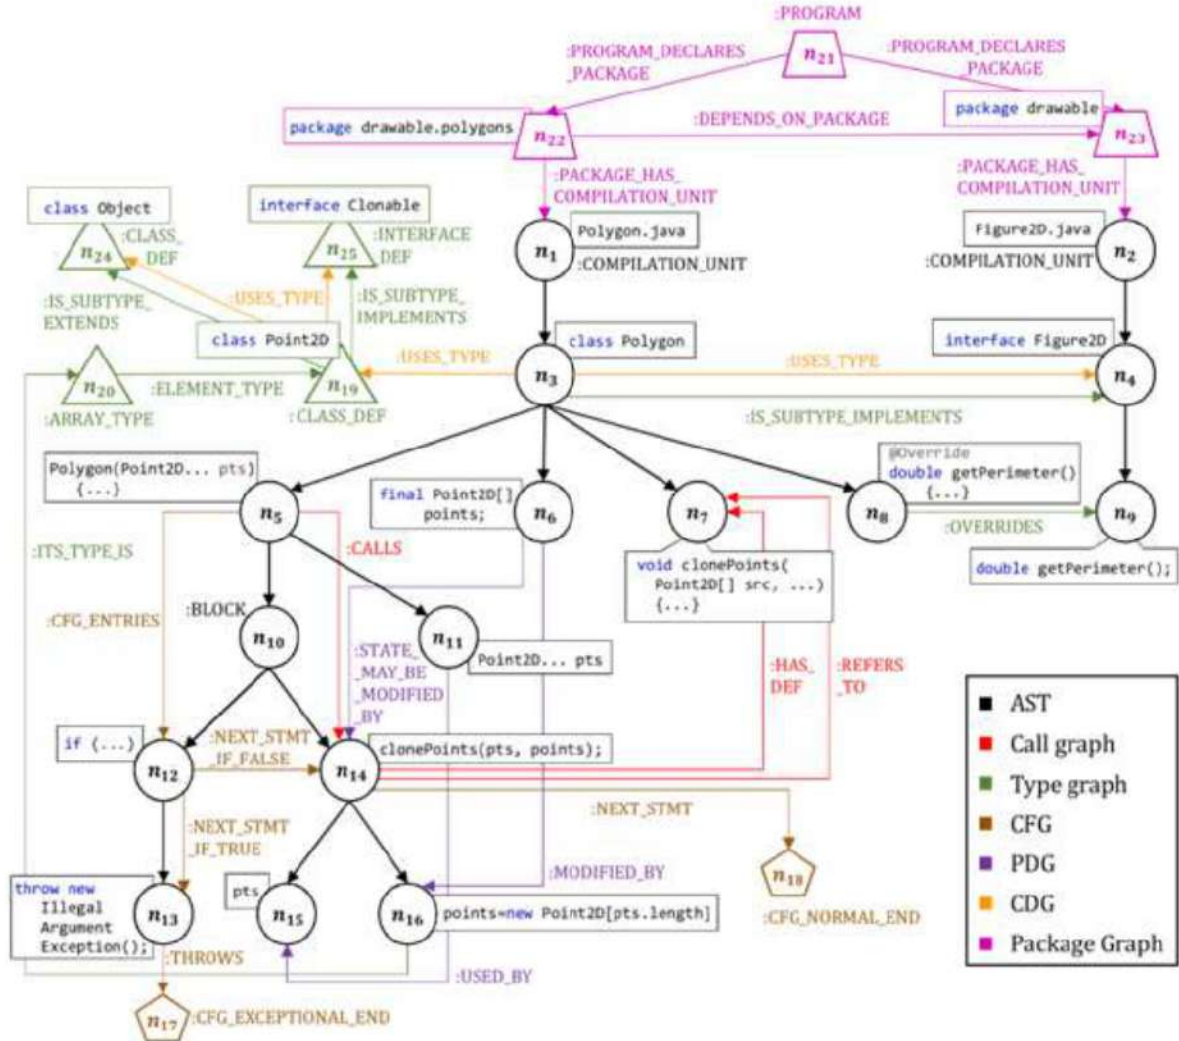 :PROGRAM
n21
:PROGRAM_DECLARES
_PACKAGE
:PROGRAM_DECLARES
_PACKAGE
package drawable.polygons
n22
:DEPENDS_ON_PACKAGE
package drawable
n23
:PACKAGE_HAS_
COMPILATION_UNIT
:PACKAGE_HAS_
COMPILATION_UNIT
class Object
n24
:CLASS_
DEF
interface Clonable
n25
:INTERFACE
_DEF
Polygon.java
n1
:COMPILATION_UNIT
Figure2D.java
n2
:COMPILATION_UNIT
:IS_SUBTYPE_
EXTENDS
:USES_TYPE
:IS_SUBTYPE_
IMPLEMENTS
class Point2D
:USES_TYPE
class Polygon
n3
:USES_TYPE
interface Figure2D
n4
n20
:ARRAY_TYPE
:ELEMENT_TYPE
n19
:CLASS_DEF
:IS_SUBTYPE_IMPLEMENTS
Polygon(Point2D... pts)
{...}
n5
final Point2D[]
points;
n6
n7
@Override
double getPerimeter()
{...}
n8
:OVERRIDES
n9
double getPerimeter();
void clonePoints(
Point2D[] src, ...)
{...}
:ITS_TYPE_IS
:CALLS
:CFG_ENTRIES
:BLOCK
n10
n11
Point2D... pts
:STATE_
_MAY_BE
_MODIFIED
_BY
:HAS_
DEF
:REFERS
_TO
if (...)
n12
:NEXT_STMT
_IF_FALSE
n14
clonePoints(pts, points);
:NEXT_STMT
:NEXT_STMT
_IF_TRUE
throw new
Illegal
Argument
Exception();
n13
pts
n15
n16
:MODIFIED_BY
points=new Point2D[pts.length]
n18
:CFG_NORMAL_END
:THROWS
:USED_BY
n17
:CFG_EXCEPTIONAL_END
AST
Call graph
Type graph
CFG
PDG
CDG
Package Graph